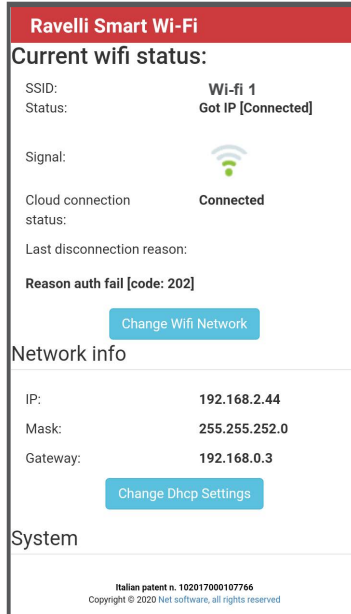 Ravelli Smart Wi-Fi
Current wifi status:
SSID: Wi-fi 1
Status: Got IP [Connected]
Signal:
Cloud connection Connected
status:
Last disconnection reason:
Reason auth fail [code: 202]
Change Wifi Network
Network info
IP: 192.168.2.44
Mask: 255.255.252.0
Gateway: 192.168.0.3
Change Dhcp Settings
System
Italian patent n. 102017000107766
Copyright © 2020 Net software, all rights reserved